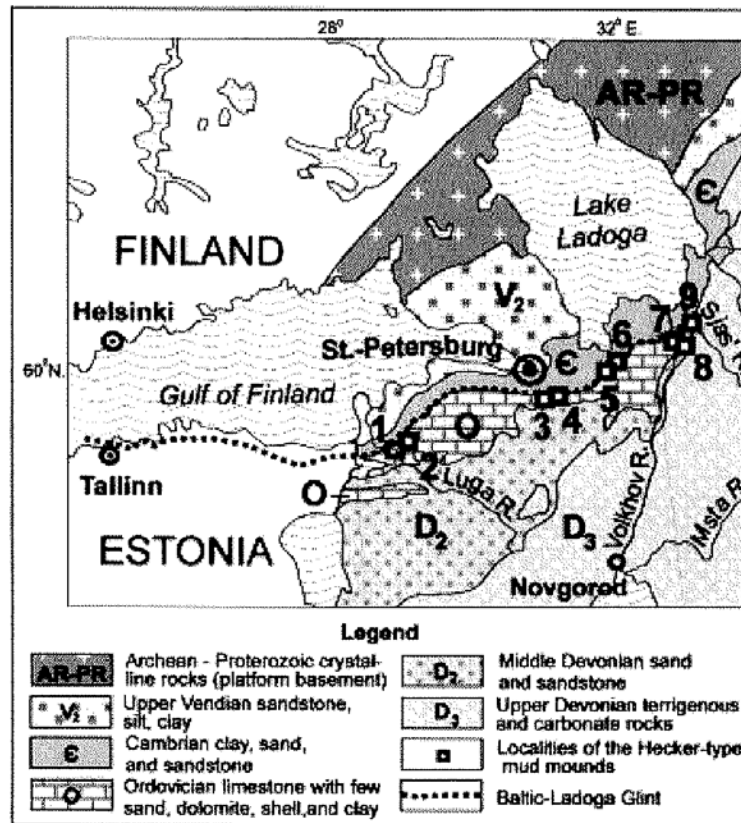 28°
32° E.
AR-PR
Lake
Ladoga
Є
FINLAND
V2
Helsinki
St.-Petersburg
Є
9
7
6
8
Sjas' R.
60°N.
Gulf of Finland
5
1
O
3
4
2
Tallinn
O
Luga R.
D2
D3
Volkhov R.
Msta R.
ESTONIA
Novgorod
Legend
AR-PR
Archean - Proterozoic crystal-
line rocks (platform basement)
V2
Upper Vendian sandstone,
silt, clay
Є
Cambrian clay, sand,
and sandstone
O
Ordovician limestone with few
sand, dolomite, shell,and clay
D2
Middle Devonian sand
and sandstone
D3
Upper Devonian terrigenous
and carbonate rocks
Localities of the Hecker-type
mud mounds
Baltic-Ladoga Glint